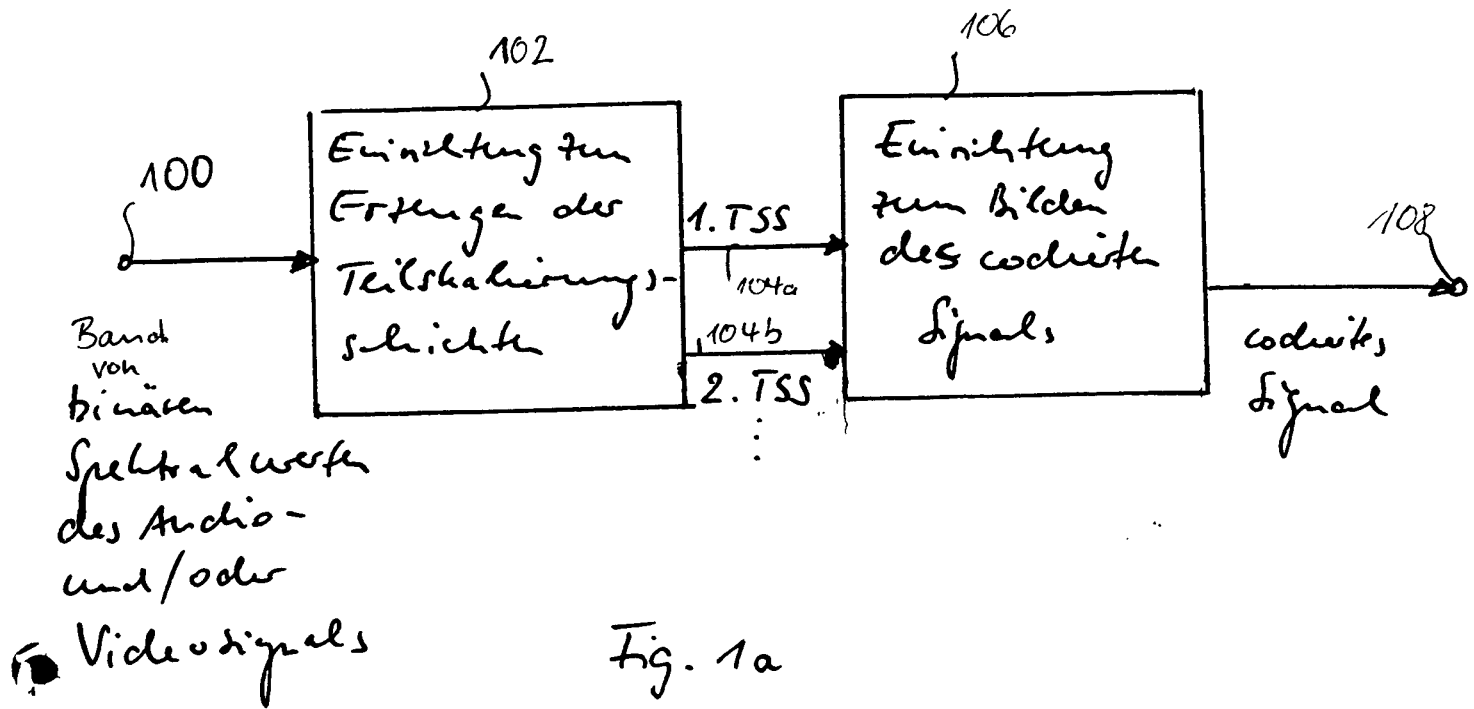 100
Band
von
binären
Spektralwerten
des Audio-
und/oder
Videosignals
102
Einrichtung zum
Erzeugen der
Teilskalierungs-
schichten
1. TSS
104a
104b
2. TSS
106
Einrichtung
zum Bilden
des codierten
Signals
108
codiertes
Signal
Fig. 1a